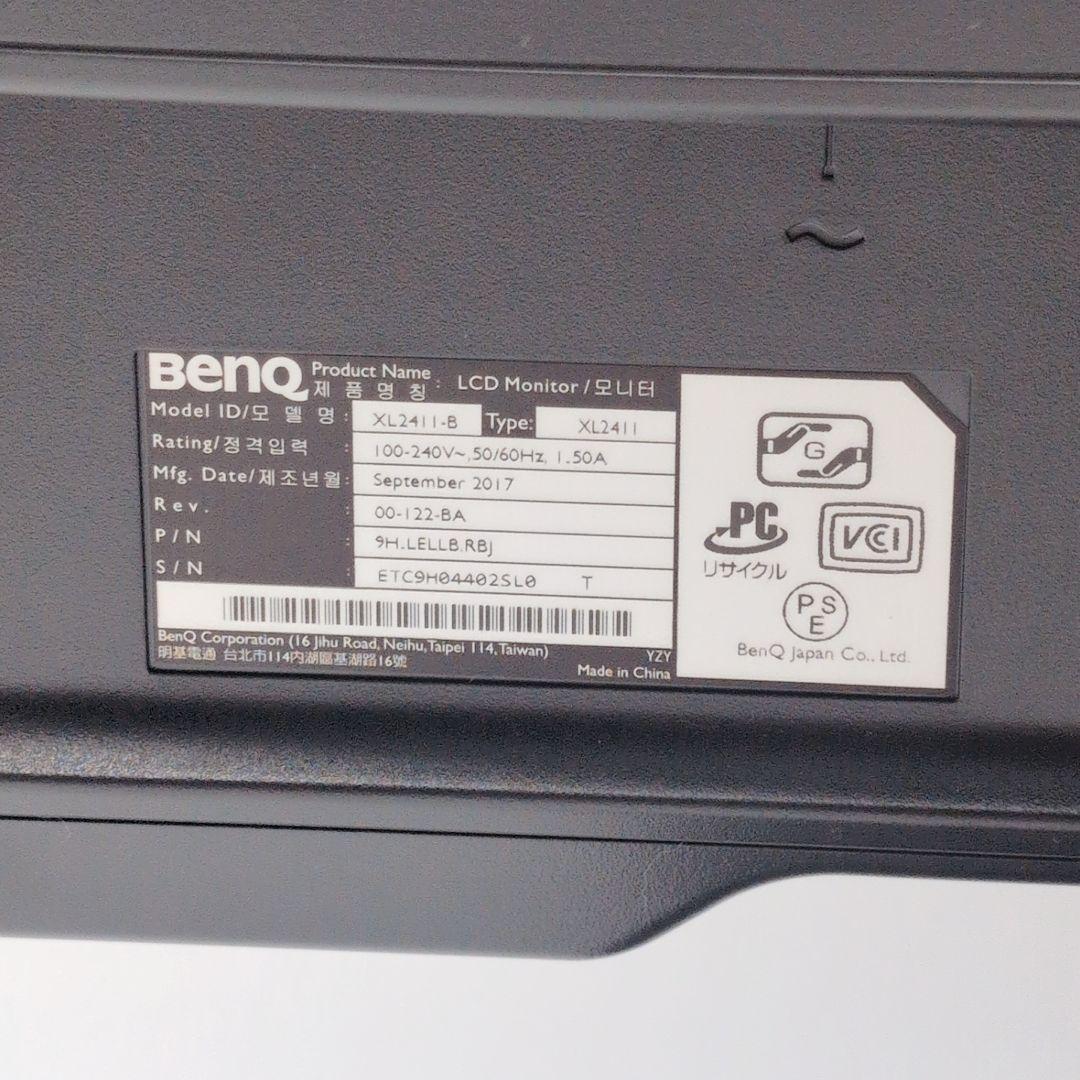 BenQ
Product Name
제 품 명 칭 : LCD Monitor / 모니터
Model ID/모 델 명 : XL2411-B Type: XL2411
Rating/정격입력 : 100-240V~,50/60Hz, 1.50A
Mfg. Date/제조년월: September 2017
Rev. : 00-122-BA
P/N : 9H.LELLB.RBJ
S/N : ETC9H04402SL0 T
BenQ Corporation (16 Jihu Road, Neihu,Taipei 114,Taiwan) YZY
明基電通 台北市114內湖區基湖路16號
Made in China
G
PC
リサイクル
VCCI
PSE
BenQ Japan Co., Ltd.